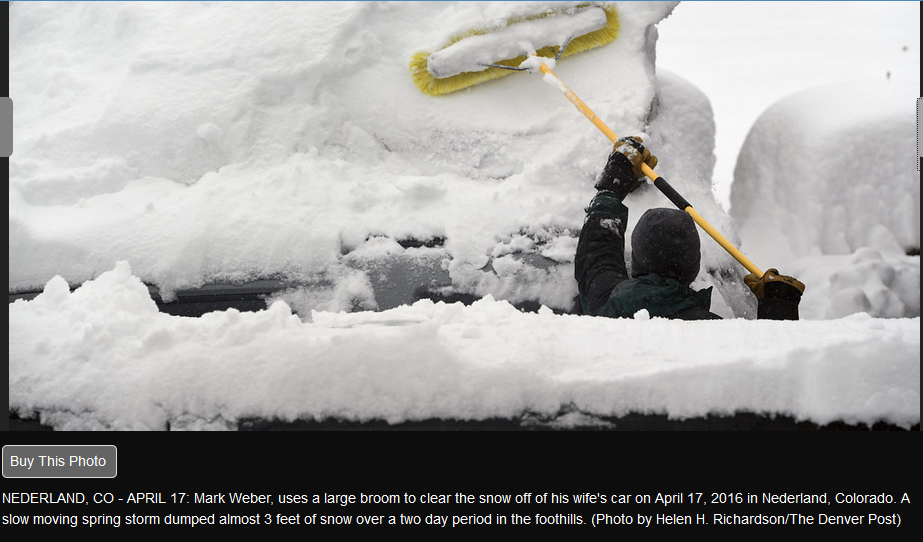 Buy This Photo
NEDERLAND, CO - APRIL 17: Mark Weber, uses a large broom to clear the snow off of his wife's car on April 17, 2016 in Nederland, Colorado. A
slow moving spring storm dumped almost 3 feet of snow over a two day period in the foothills. (Photo by Helen H. Richardson/The Denver Post)